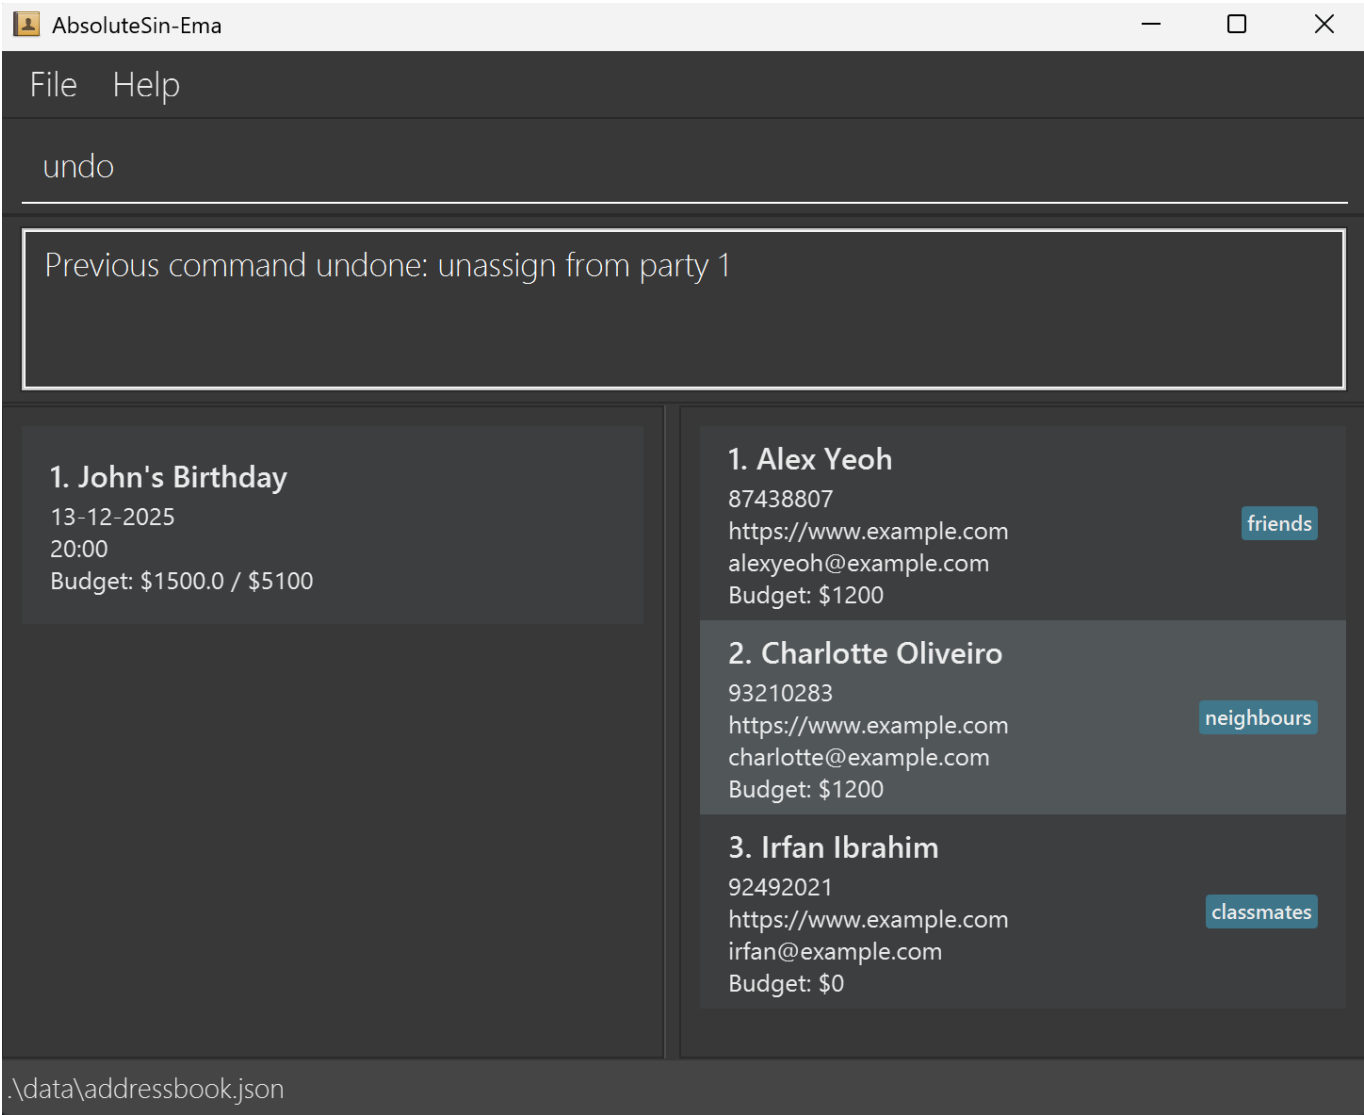 AbsoluteSin-Ema
File Help
undo
Previous command undone: unassign from party 1
1. John's Birthday
13-12-2025
20:00
Budget: $1500.0 / $5100
1. Alex Yeoh
87438807
https://www.example.com
alexyeoh@example.com
Budget: $1200
friends
2. Charlotte Oliveiro
93210283
https://www.example.com
charlotte@example.com
Budget: $1200
neighbours
3. Irfan Ibrahim
92492021
https://www.example.com
irfan@example.com
Budget: $0
classmates
.\data\addressbook.json